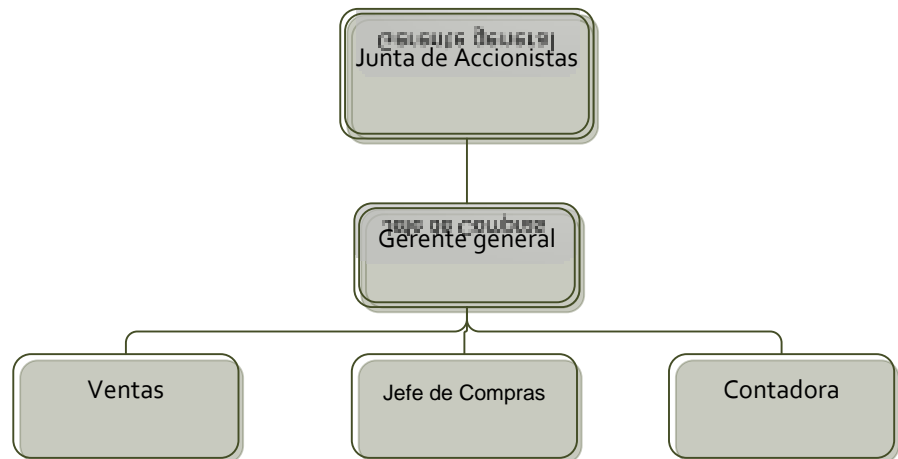 Junta de Accionistas
Gerente general
Ventas
Jefe de Compras
Contadora